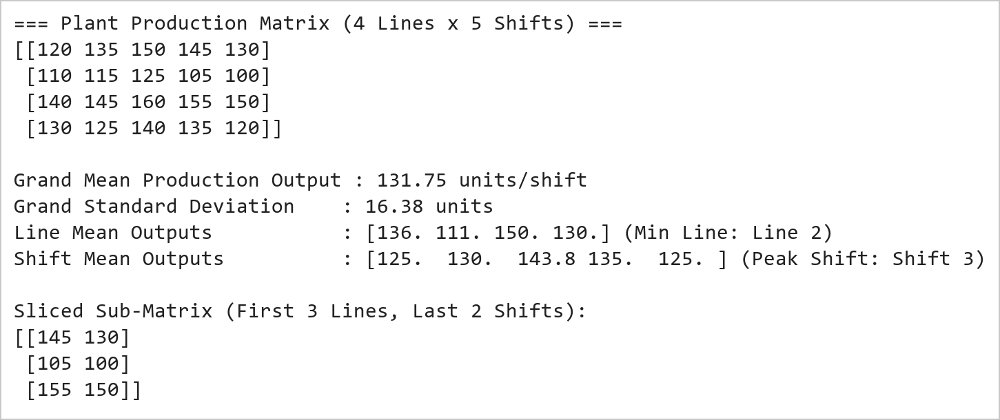 === Plant Production Matrix (4 Lines x 5 Shifts) ===
[[120 135 150 145 130]
 [110 115 125 105 100]
 [140 145 160 155 150]
 [130 125 140 135 120]]

Grand Mean Production Output : 131.75 units/shift
Grand Standard Deviation    : 16.38 units
Line Mean Outputs           : [136. 111. 150. 130.] (Min Line: Line 2)
Shift Mean Outputs          : [125.  130.  143.8 135.  125. ] (Peak Shift: Shift 3)

Sliced Sub-Matrix (First 3 Lines, Last 2 Shifts):
[[145 130]
 [105 100]
 [155 150]]